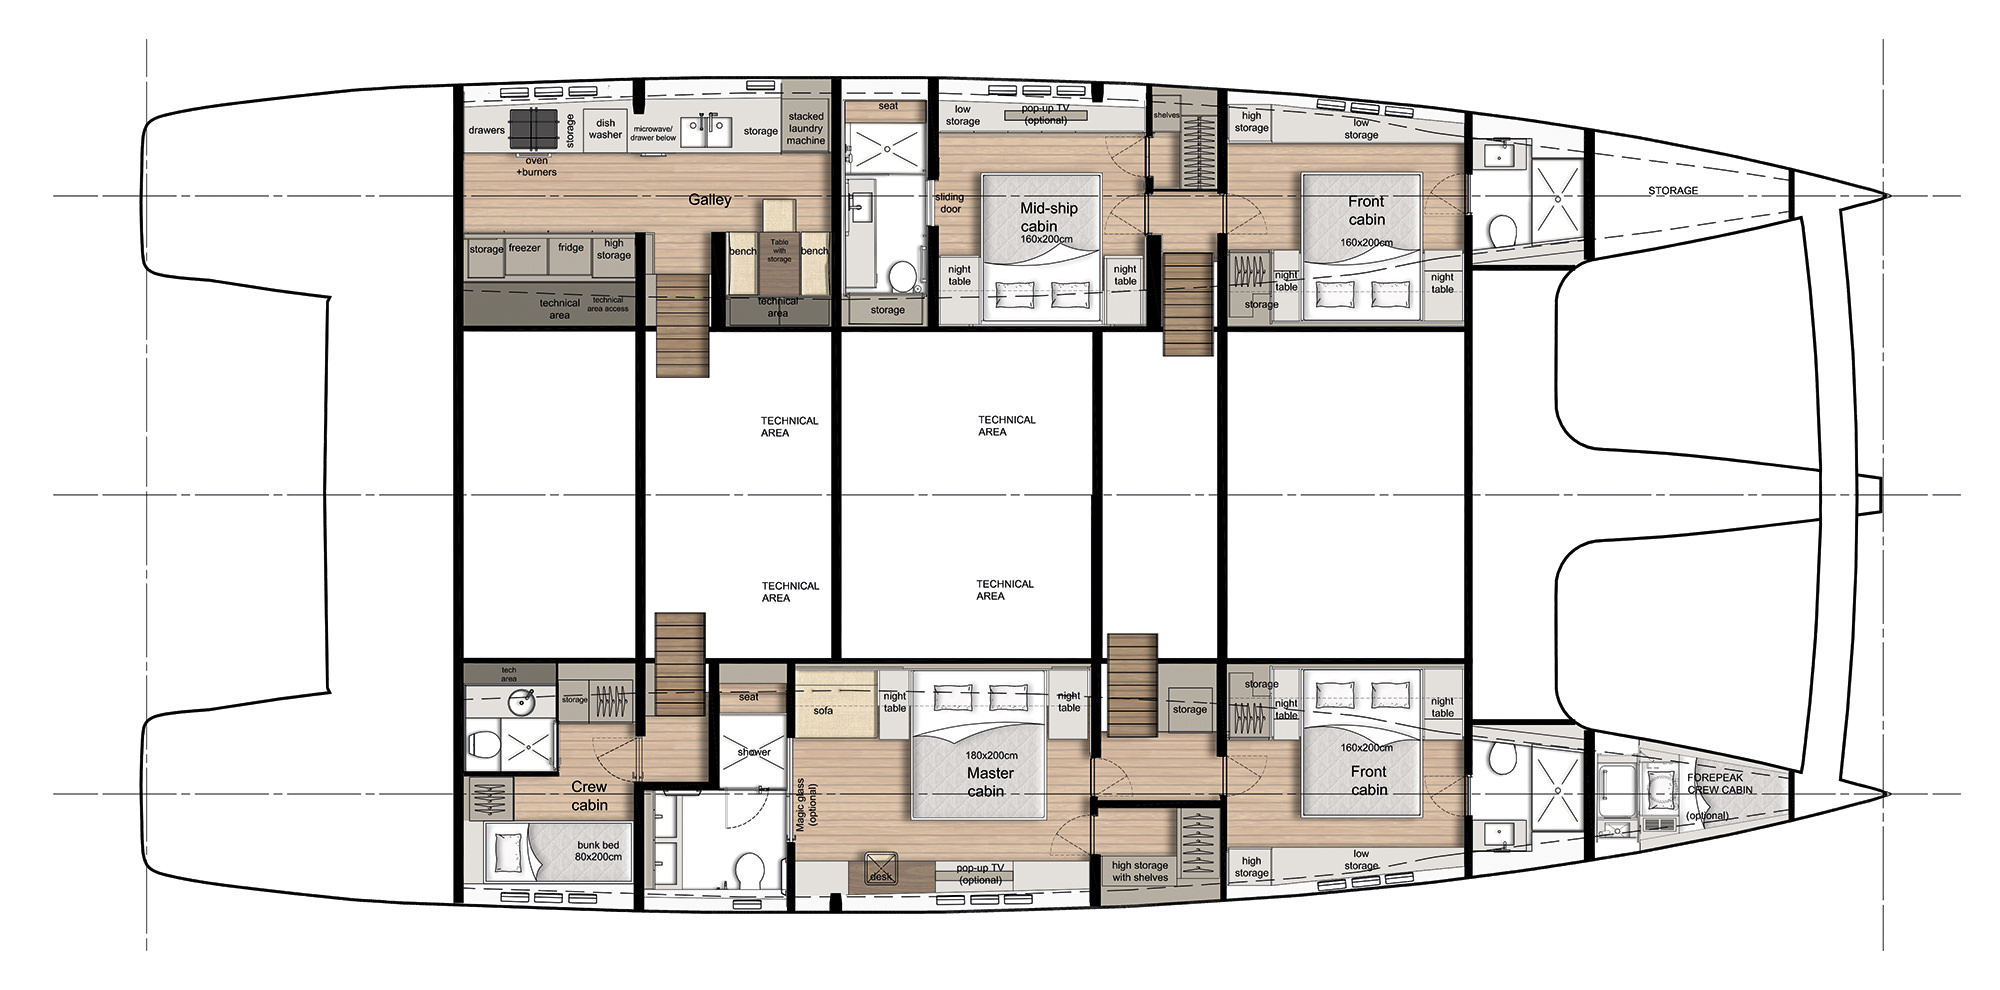 drawers
storage
dish
washer
microwave/
drawer below
storage
stacked
laundry
machine
oven
+burners
Galley
storage
freezer
fridge
high
storage
bench
Table
with
storage
bench
technical
area
technical
area access
technical
area
seat
storage
sliding
door
low
storage
pop-up TV
(optional)
Mid-ship
cabin
160x200cm
night
table
night
table
shelves
high
storage
low
storage
Front
cabin
160x200cm
night
table
storage
night
table
STORAGE
TECHNICAL
AREA
TECHNICAL
AREA
TECHNICAL
AREA
TECHNICAL
AREA
tech
area
storage
Crew
cabin
bunk bed
80x200cm
seat
shower
Magic glass
(optional)
sofa
night
table
night
table
180x200cm
Master
cabin
desk
pop-up TV
(optional)
storage
high storage
with shelves
storage
night
table
night
table
160x200cm
Front
cabin
high
storage
low
storage
FOREPEAK
CREW CABIN
(optional)